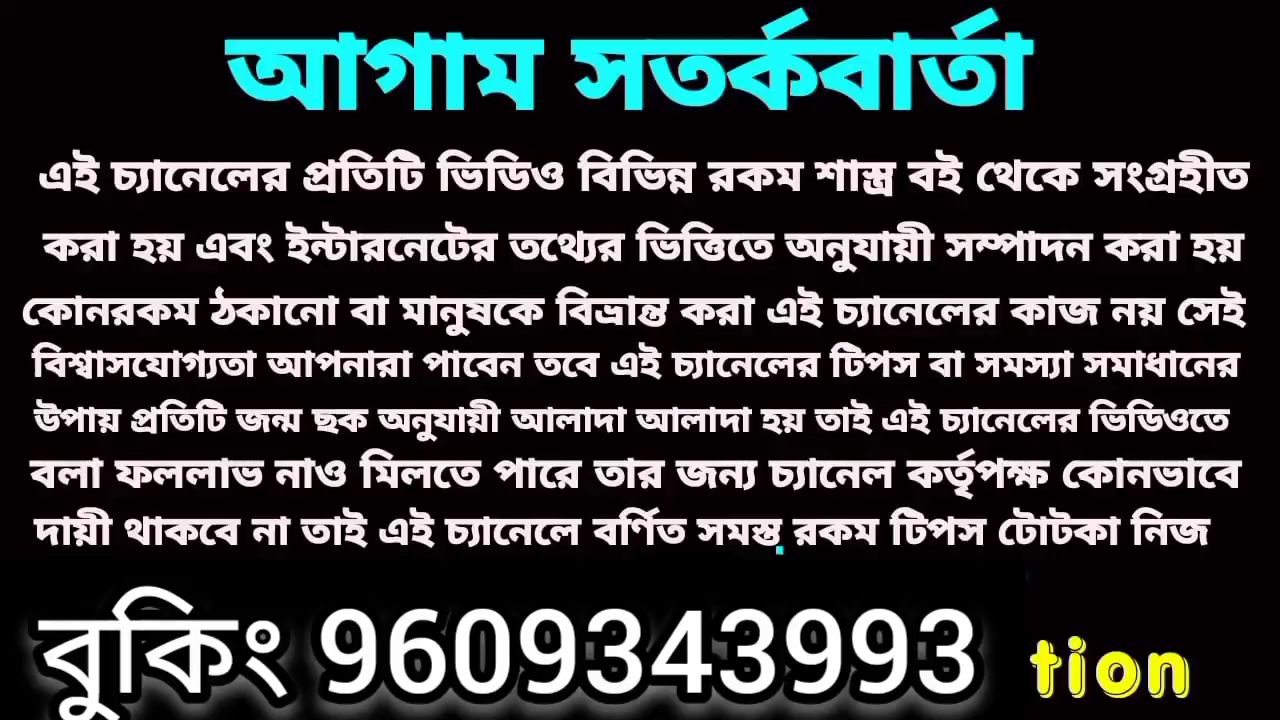 আগাম সতর্কবার্তা
এই চ্যানেলের প্রতিটি ভিডিও বিভিন্ন রকম শাস্ত্র বই থেকে সংগ্রহীত
করা হয় এবং ইন্টারনেটের তথ্যের ভিত্তিতে অনুযায়ী সম্পাদন করা হয়
কোনরকম ঠকানো বা মানুষকে বিভ্রান্ত করা এই চ্যানেলের কাজ নয় সেই
বিশ্বাসযোগ্যতা আপনারা পাবেন তবে এই চ্যানেলের টিপস বা সমস্যা সমাধানের
উপায় প্রতিটি জন্ম ছক অনুযায়ী আলাদা আলাদা হয় তাই এই চ্যানেলের ভিডিওতে
বলা ফললাভ নাও মিলতে পারে তার জন্য চ্যানেল কর্তৃপক্ষ কোনভাবে
দায়ী থাকবে না তাই এই চ্যানেলে বর্ণিত সমস্ত রকম টিপস টোটকা নিজ
বুকিং 9609343993 tion